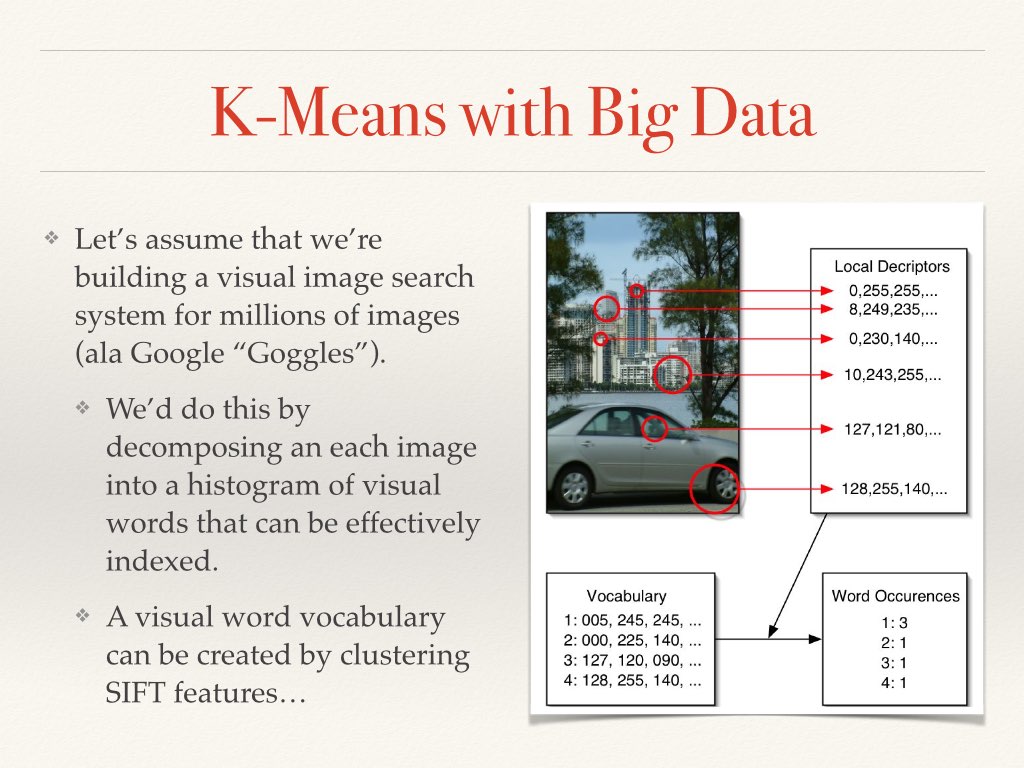 K-Means with Big Data
❖ Let’s assume that we’re
building a visual image search
system for millions of images
(ala Google “Goggles”).
❖ We’d do this by
decomposing an each image
into a histogram of visual
words that can be effectively
indexed.
❖ A visual word vocabulary
can be created by clustering
SIFT features…
Local Decriptors
0,255,255,...
8,249,235,...
0,230,140,...
10,243,255,...
127,121,80,...
128,255,140,...
Vocabulary
1: 005, 245, 245, ...
2: 000, 225, 140, ...
3: 127, 120, 090, ...
4: 128, 255, 140, ...
Word Occurences
1: 3
2: 1
3: 1
4: 1